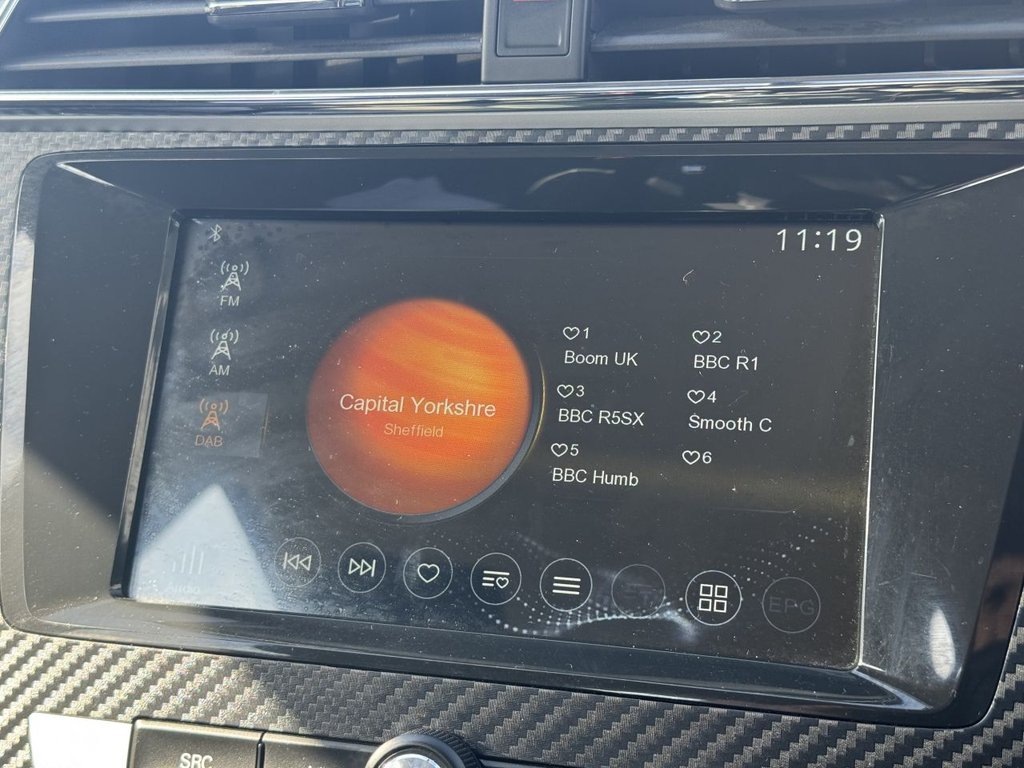 11:19
FM
AM
DAB
Capital Yorkshre
Sheffield
1
Boom UK
2
BBC R1
3
BBC R5SX
4
Smooth C
5
BBC Humb
6
Audio
EPG
SRC